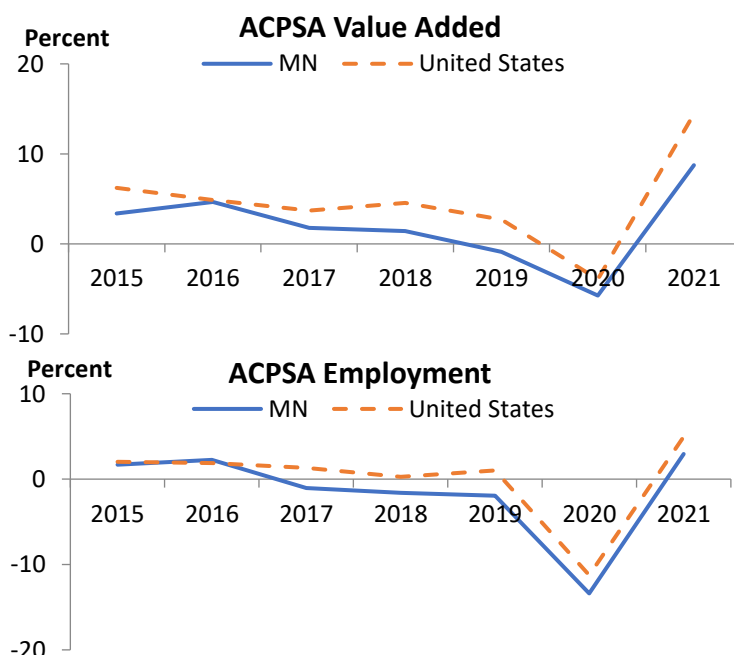 ACPSA Value Added
Percent
MN United States
20
10
0
2015 2016 2017 2018 2019 2020 2021
-10
Percent
ACPSA Employment
10
MN United States
0
2015 2016 2017 2018 2019 2020 2021
-10
-20